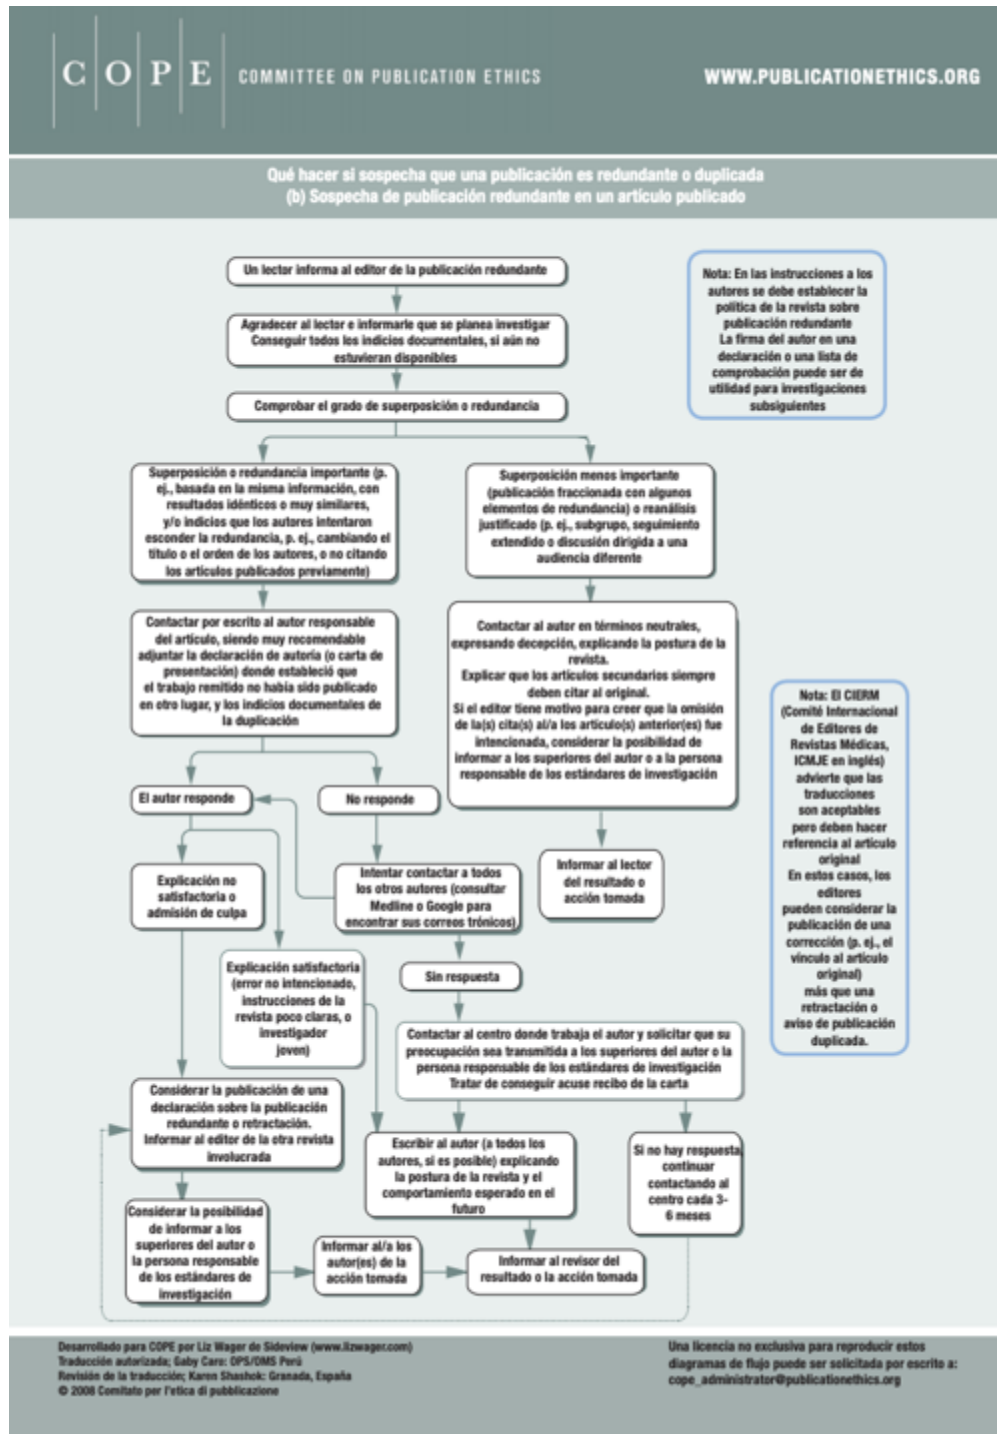 C O P E
COMMITTEE ON PUBLICATION ETHICS
WWW.PUBLICATIONETHICS.ORG
Qué hacer si sospecha que una publicación es redundante o duplicada
(b) Sospecha de publicación redundante en un artículo publicado
Un lector informa al editor de la publicación redundante
Agradecer al lector e informarle que se planea investigar
Conseguir todos los indicios documentales, si aún no
estuvieran disponibles
Comprobar el grado de superposición o redundancia
Nota: En las instrucciones a los
autores se debe establecer la
política de la revista sobre
publicación redundante
La firma del autor en una
declaración o una lista de
comprobación puede ser de
utilidad para investigaciones
subsiguientes
Superposición o redundancia importante (p.
ej., basada en la misma información, con
resultados idénticos o muy similares,
y/o indicios que los autores intentaron
esconder la redundancia, p. ej., cambiando el
título o el orden de los autores, o no citando
los artículos publicados previamente)
Superposición menos importante
(publicación fraccionada con algunos
elementos de redundancia) o reanálisis
justificado (p. ej., subgrupo, seguimiento
extendido o discusión dirigida a una
audiencia diferente
Contactar por escrito al autor responsable
del artículo, siendo muy recomendable
adjuntar la declaración de autoría (o carta de
presentación) donde estableció que
el trabajo remitido no había sido publicado
en otro lugar, y los indicios documentales de
la duplicación
Contactar al autor en términos neutrales,
expresando decepción, explicando la postura de la
revista.
Explicar que los artículos secundarios siempre
deben citar al original.
Si el editor tiene motivo para creer que la omisión
de la(s) cita(s) al/a los artículo(s) anterior(es) fue
intencionada, considerar la posibilidad de
informar a los superiores del autor o a la persona
responsable de los estándares de investigación
Nota: El CIERM
(Comité Internacional
de Editores de
Revistas Médicas,
ICMJE en inglés)
advierte que las
traducciones
son aceptables
pero deben hacer
referencia al artículo
original
En estos casos, los
editores
pueden considerar la
publicación de una
corrección (p. ej., el
vínculo al artículo
original)
más que una
retractación o
aviso de publicación
duplicada.
El autor responde
No responde
Explicación no
satisfactoria o
admisión de culpa
Intentar contactar a todos
los otros autores (consultar
Medline o Google para
encontrar sus correos trónicos)
Informar al lector
del resultado o
acción tomada
Explicación satisfactoria
(error no intencionado,
instrucciones de la
revista poco claras, o
investigador
joven)
Sin respuesta
Contactar al centro donde trabaja el autor y solicitar que su
preocupación sea transmitida a los superiores del autor o la
persona responsable de los estándares de investigación
Tratar de conseguir acuse recibo de la carta
Considerar la publicación de una
declaración sobre la publicación
redundante o retractación.
Informar al editor de la otra revista
involucrada
Escribir al autor (a todos los
autores, si es posible) explicando
la postura de la revista y el
comportamiento esperado en el
futuro
Si no hay respuesta,
continuar
contactando al
centro cada 3-
6 meses
Considerar la posibilidad
de informar a los
superiores del autor o
la persona responsable
de los estándares de
investigación
Informar al/a los
autor(es) de la
acción tomada
Informar al revisor del
resultado o la acción tomada
Desarrollado para COPE por Liz Wager de Sideview (www.lizwager.com)
Traducción autorizada; Gaby Caro: OPS/OMS Perú
Revisión de la traducción; Karen Shashok: Granada, España
© 2008 Comitato per l'etica di pubblicazione
Una licencia no exclusiva para reproducir estos
diagramas de flujo puede ser solicitada por escrito a:
cope_administrator@publicationethics.org